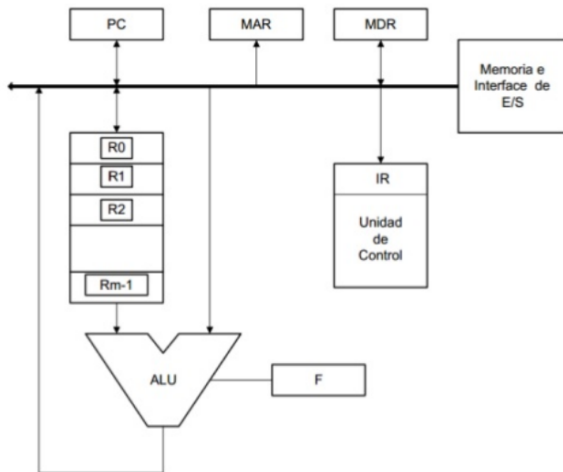 PC
MAR
MDR
Memoria e
Interface de
E/S
R0
R1
R2
Rm-1
IR
Unidad
de
Control
ALU
F